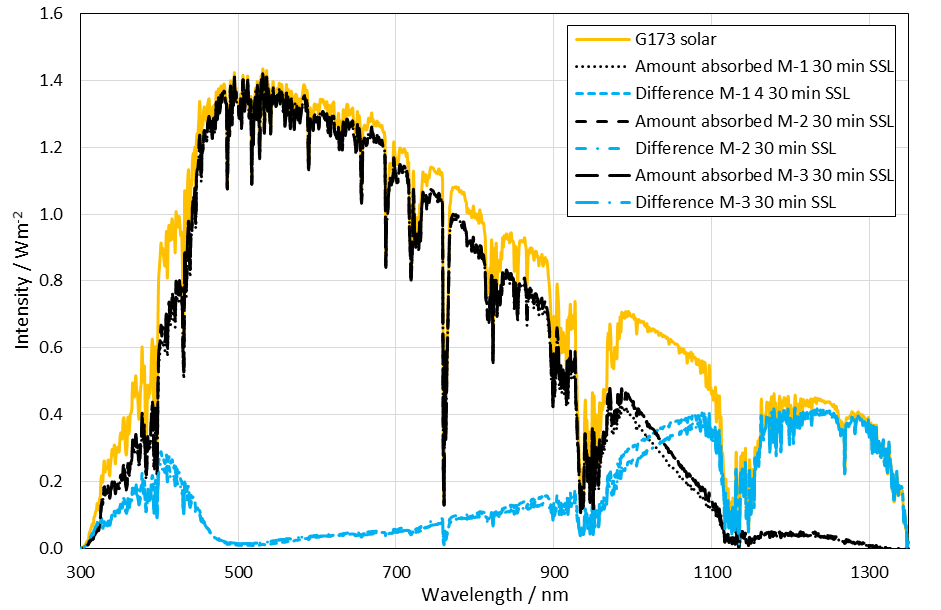 1.6
1.4
1.2
1.0
0.8
0.6
0.4
0.2
0.0
Intensity / Wm-2
G173 solar
Amount absorbed M-1 30 min SSL
Difference M-1 4 30 min SSL
Amount absorbed M-2 30 min SSL
Difference M-2 30 min SSL
Amount absorbed M-3 30 min SSL
Difference M-3 30 min SSL
300 500 700 900 1100 1300
Wavelength / nm